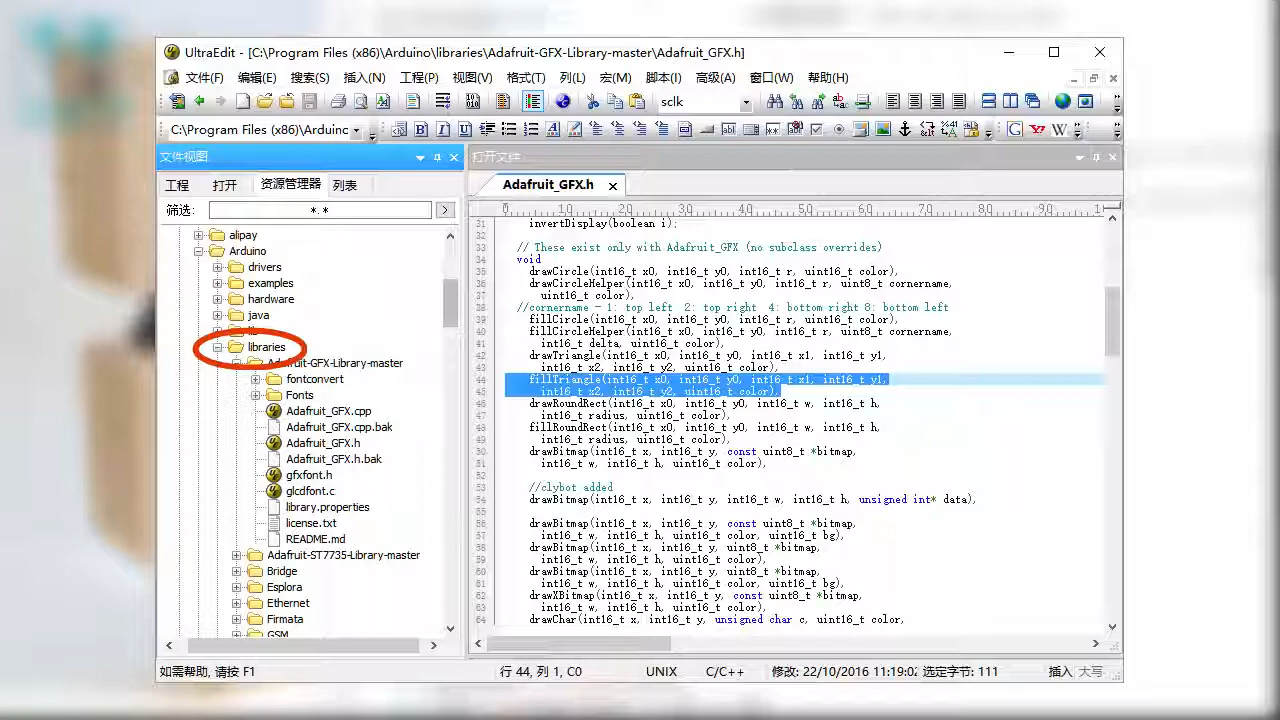 UltraEdit - [C:\Program Files (x86)\Arduino\libraries\Adafruit-GFX-Library-master\Adafruit_GFX.h]
文件(F) 编辑(E) 搜索(S) 插入(N) 工程(P) 视图(V) 格式(T) 列(L) 宏(M) 脚本(I) 高级(A) 窗口(W) 帮助(H)
sclk
C:\Program Files (x86)\Arduinc
文件视图
打开文件
工程 打开 资源管理器 列表
Adafruit_GFX.h
筛选: *.*
0 10 20 30 40 50 60 70 80 90 1
alipay
Arduino
drivers
examples
hardware
java
libraries
Adafruit-GFX-Library-master
fontconvert
Fonts
Adafruit_GFX.cpp
Adafruit_GFX.cpp.bak
Adafruit_GFX.h
Adafruit_GFX.h.bak
gfxfont.h
glcdfont.c
library.properties
license.txt
README.md
Adafruit-ST7735-Library-master
Bridge
Esplora
Ethernet
Firmata
GSM
31 invertDisplay(boolean i);
32
33 // These exist only with Adafruit_GFX (no subclass overrides)
34 void
35 drawCircle(int16_t x0, int16_t y0, int16_t r, uint16_t color),
36 drawCircleHelper(int16_t x0, int16_t y0, int16_t r, uint8_t cornername,
37 uint16_t color),
38 //cornername - 1: top left 2: top right 4: bottom right 8: bottom left
39 fillCircle(int16_t x0, int16_t y0, int16_t r, uint16_t color),
40 fillCircleHelper(int16_t x0, int16_t y0, int16_t r, uint8_t cornername,
41 int16_t delta, uint16_t color),
42 drawTriangle(int16_t x0, int16_t y0, int16_t x1, int16_t y1,
43 int16_t x2, int16_t y2, uint16_t color),
44 fillTriangle(int16_t x0, int16_t y0, int16_t x1, int16_t y1,
45 int16_t x2, int16_t y2, uint16_t color),
46 drawRoundRect(int16_t x0, int16_t y0, int16_t w, int16_t h,
47 int16_t radius, uint16_t color),
48 fillRoundRect(int16_t x0, int16_t y0, int16_t w, int16_t h,
49 int16_t radius, uint16_t color),
50 drawBitmap(int16_t x, int16_t y, const uint8_t *bitmap,
51 int16_t w, int16_t h, uint16_t color),
52
53 //clybot added
54 drawBitmap(int16_t x, int16_t y, int16_t w, int16_t h, unsigned int* data),
55
56 drawBitmap(int16_t x, int16_t y, const uint8_t *bitmap,
57 int16_t w, int16_t h, uint16_t color, uint16_t bg),
58 drawBitmap(int16_t x, int16_t y, uint8_t *bitmap,
59 int16_t w, int16_t h, uint16_t color),
60 drawBitmap(int16_t x, int16_t y, uint8_t *bitmap,
61 int16_t w, int16_t h, uint16_t color, uint16_t bg),
62 drawXBitmap(int16_t x, int16_t y, const uint8_t *bitmap,
63 int16_t w, int16_t h, uint16_t color),
64 drawChar(int16_t x, int16_t y, unsigned char c, uint16_t color,
如需帮助, 请按 F1 行 44, 列 1, C0 UNIX C/C++ 修改: 22/10/2016 11:19:02 选定字节: 111 插入 大写